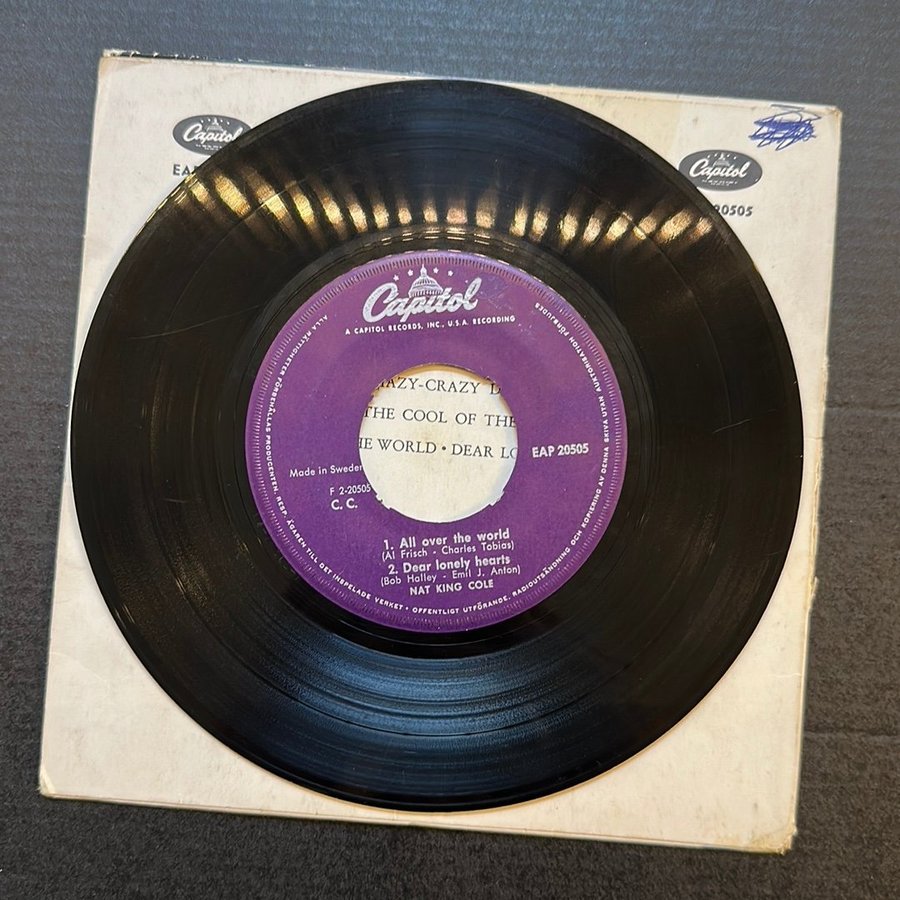 Capitol
Capitol
20505
Capitol
A CAPITOL RECORDS, INC., U.S.A. RECORDING
ALLA RÄTTIGHETER FÖRBEHÅLLAS PRODUCENTEN. RESP. ÄGAREN TILL DET INSPELADE VERKET • OFFENTLIGT UTFÖRANDE, RADIOUTSÄNDNING OCH KOPIERING AV DENNA SKIVA UTAN AUKTORISATION FÖRBJUDES
AZY-CRAZY D
THE COOL OF THE
HE WORLD • DEAR LO
EAP 20505
Made in Sweden
F 2-20505
C. C.
1. All over the world
(Al Frisch - Charles Tobias)
2. Dear lonely hearts
(Bob Halley - Emil J. Anton)
NAT KING COLE